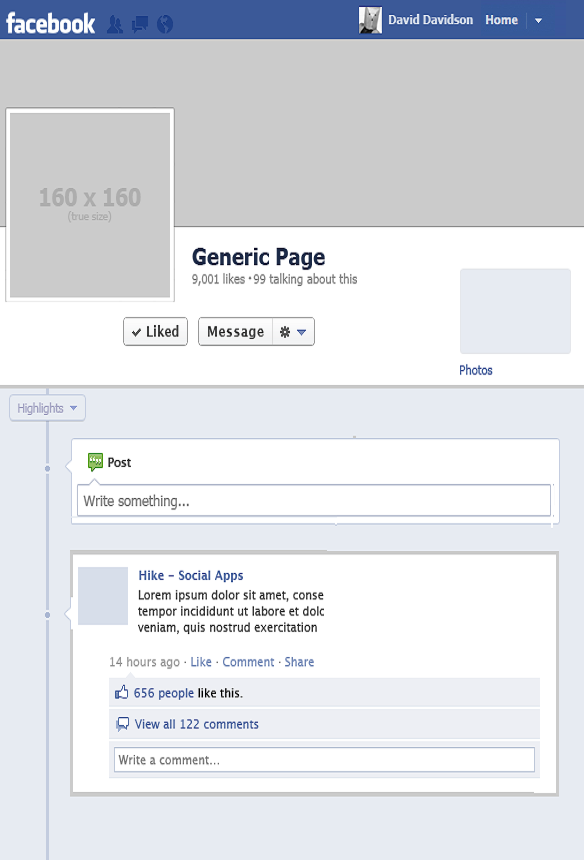 facebook
David Davidson Home
160 x 160
(true size)
Generic Page
9,001 likes · 99 talking about this
Liked
Message
Photos
Highlights
Post
Write something...
Hike – Social Apps
Lorem ipsum dolor sit amet, conse
tempor incididunt ut labore et dolc
veniam, quis nostrud exercitation
14 hours ago · Like · Comment · Share
656 people like this.
View all 122 comments
Write a comment...